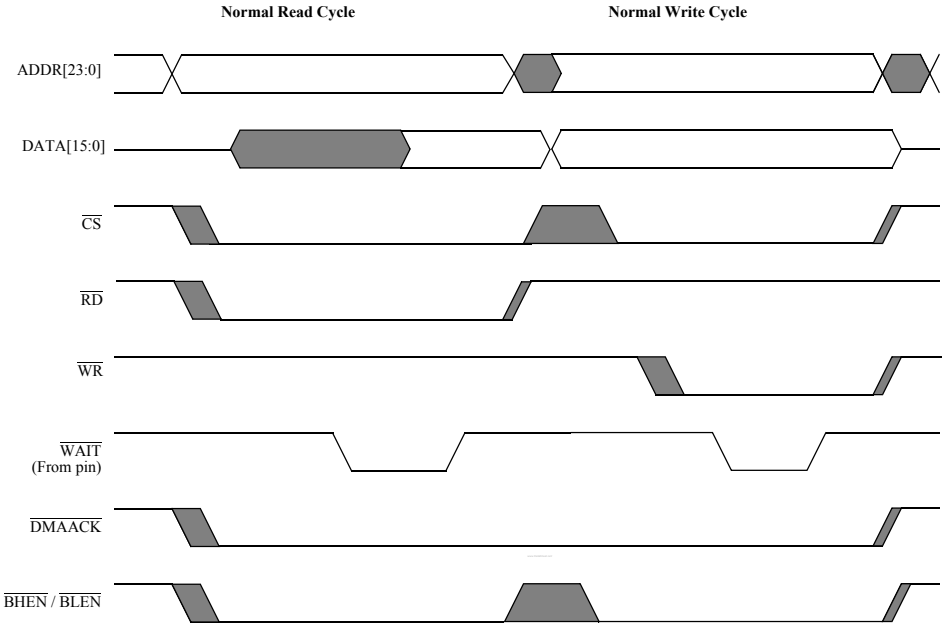 Normal Read Cycle Normal Write Cycle
ADDR[23:0]
DATA[15:0]
CS
RD
WR
WAIT
(From pin)
DMAACK
BHEN / BLEN